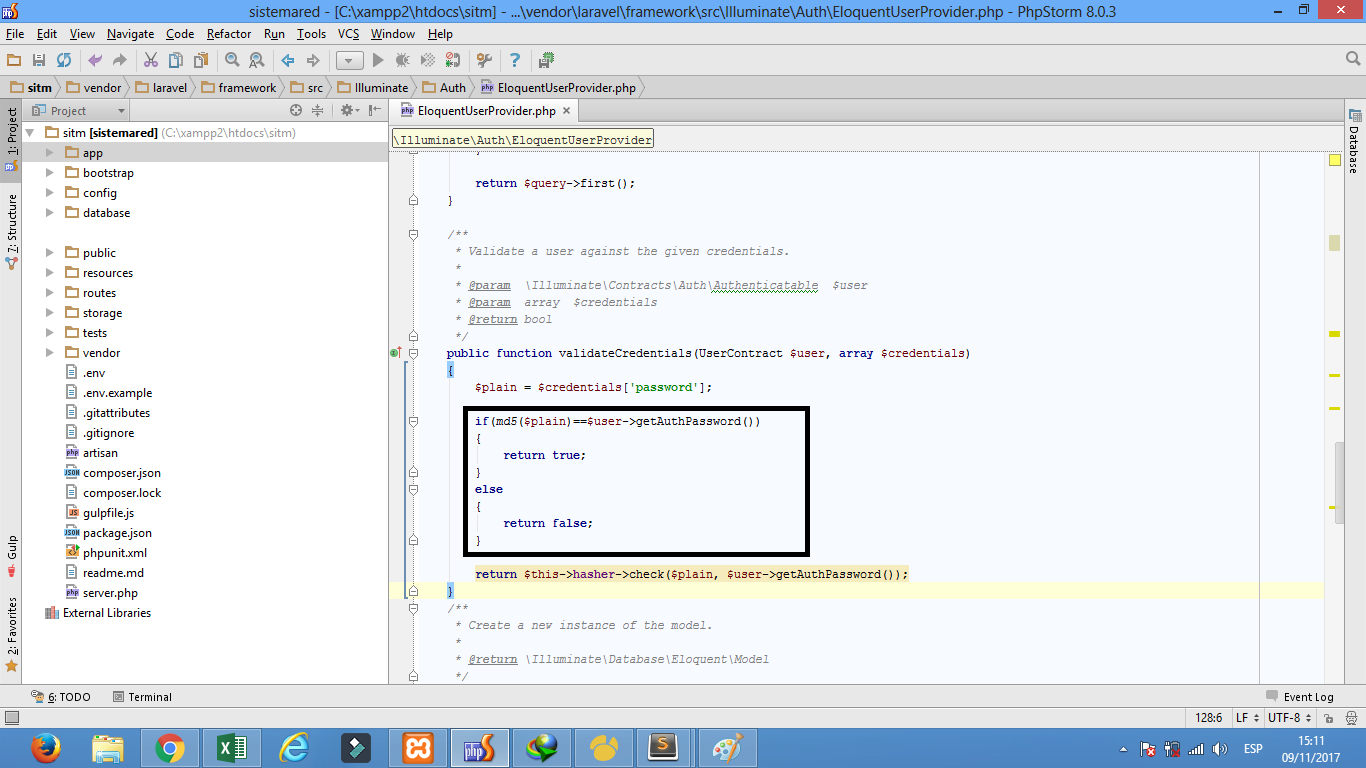 sistemared - [C:\xampp2\htdocs\sitm] - ...\vendor\laravel\framework\src\Illuminate\Auth\EloquentUserProvider.php - PhpStorm 8.0.3
File Edit View Navigate Code Refactor Run Tools VCS Window Help
sitm vendor laravel framework src Illuminate Auth EloquentUserProvider.php
1: Project
7: Structure
Gulp
2: Favorites
Project
sitm [sistemared] (C:\xampp2\htdocs\sitm)
app
bootstrap
config
database
public
resources
routes
storage
tests
vendor
.env
.env.example
.gitattributes
.gitignore
artisan
composer.json
composer.lock
gulpfile.js
package.json
phpunit.xml
readme.md
server.php
External Libraries
EloquentUserProvider.php
\Illuminate\Auth\EloquentUserProvider
return $query->first();
}
/**
* Validate a user against the given credentials.
*
* @param \Illuminate\Contracts\Auth\Authenticatable $user
* @param array $credentials
* @return bool
*/
public function validateCredentials(UserContract $user, array $credentials)
{
$plain = $credentials['password'];
if(md5($plain)==$user->getAuthPassword())
{
return true;
}
else
{
return false;
}
return $this->hasher->check($plain, $user->getAuthPassword());
}
/**
* Create a new instance of the model.
*
* @return \Illuminate\Database\Eloquent\Model
*/
Database
6: TODO Terminal Event Log
128:6 LF UTF-8
ESP
15:11
09/11/2017